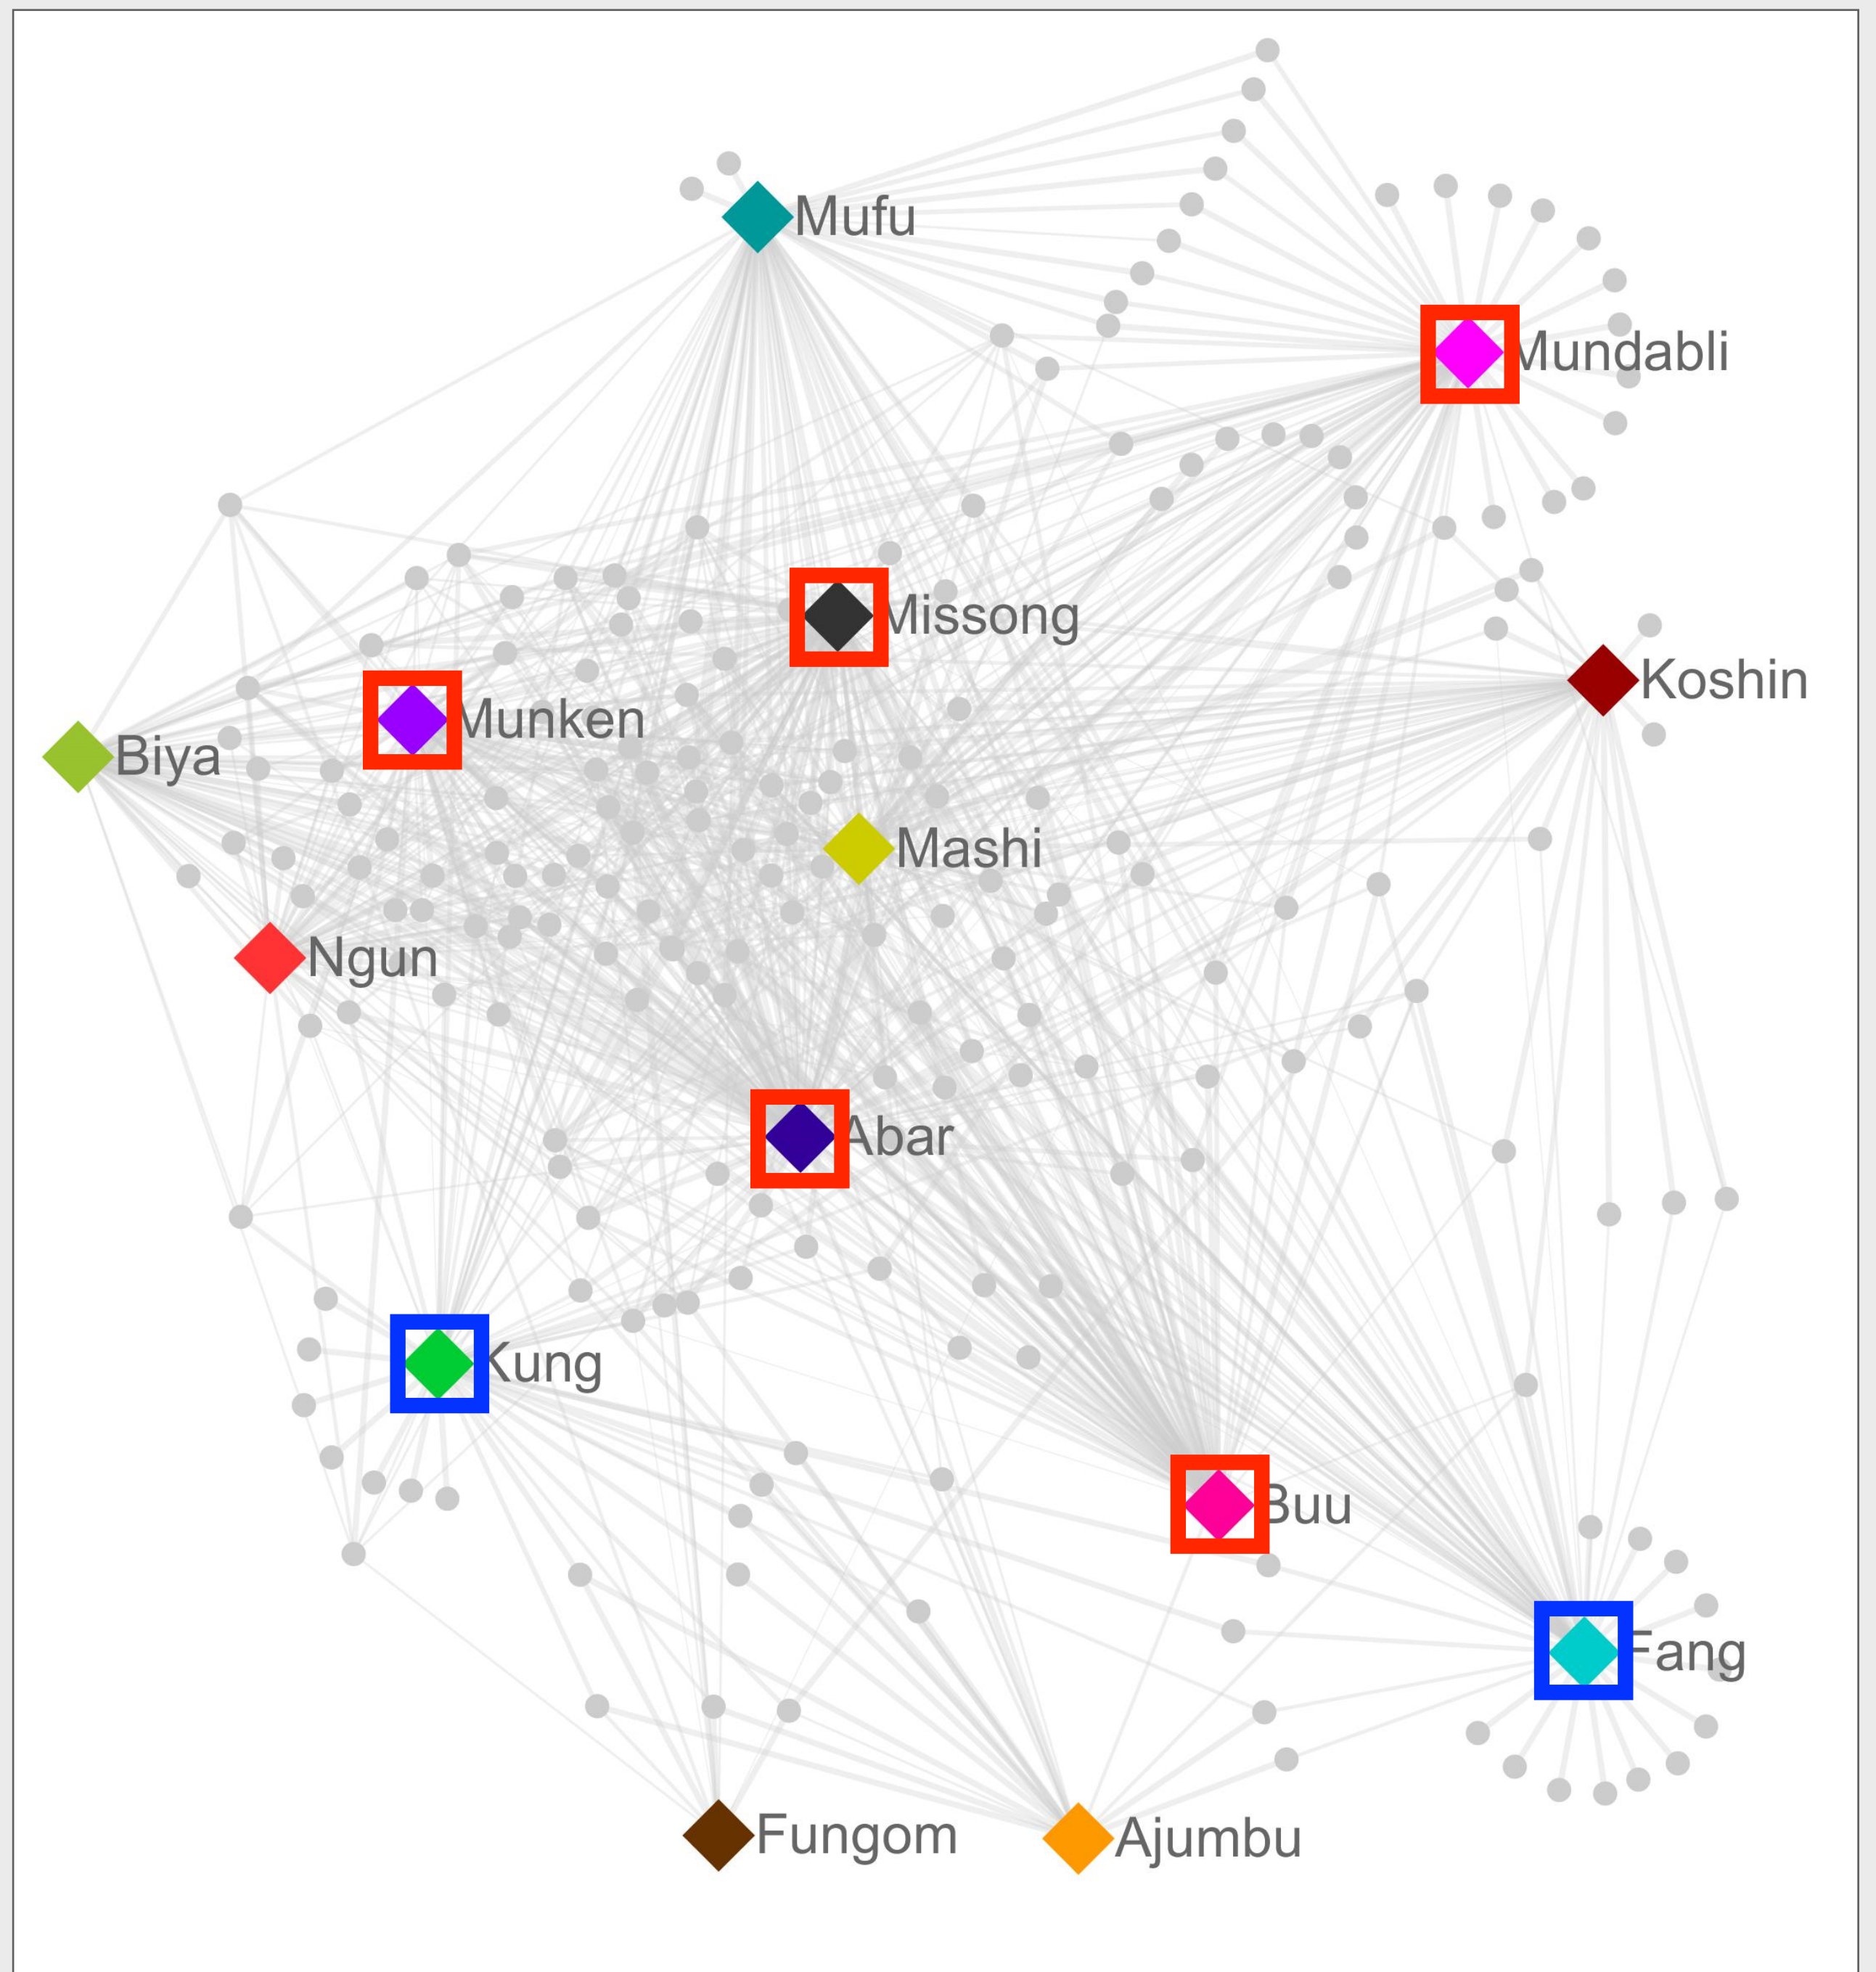 Mufu
Mundabli
Missong
Koshin
Munken
Biya
Mashi
Ngun
Abar
Kung
Buu
Fang
Fungom
Ajumbu